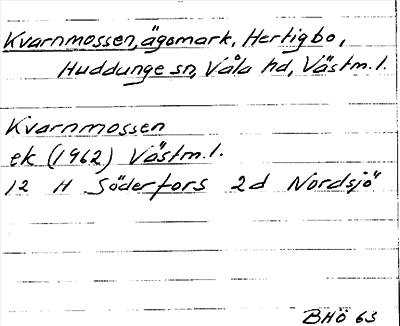 Kvarnmossen, ägomark, Hertigbo,
Huddunge sn, Våla hd, Västm.l.
Kvarnmossen
ek (1962) Västm.l.
12 H Söderfors 2d Nordsjö
BHÖ 63